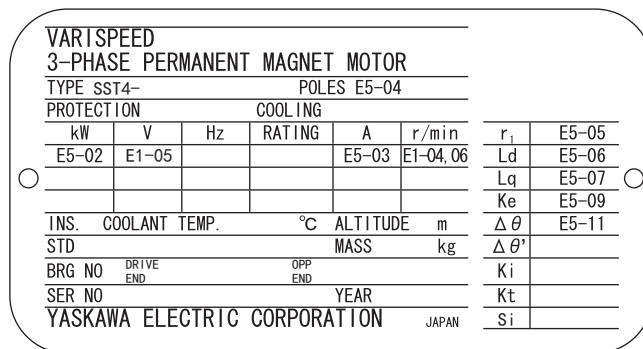 VARISPEED
3-PHASE PERMANENT MAGNET MOTOR
TYPE SST4- POLES E5-04
PROTECTION COOLING
kW V Hz RATING A r/min
E5-02 E1-05 E5-03 E1-04, 06
INS. COOLANT TEMP. °C ALTITUDE m
STD MASS kg
BRG NO DRIVE END OPP END
SER NO YEAR
YASKAWA ELECTRIC CORPORATION JAPAN
r1 E5-05
Ld E5-06
Lq E5-07
Ke E5-09
Δθ E5-11
Δθ'
Ki
Kt
Si